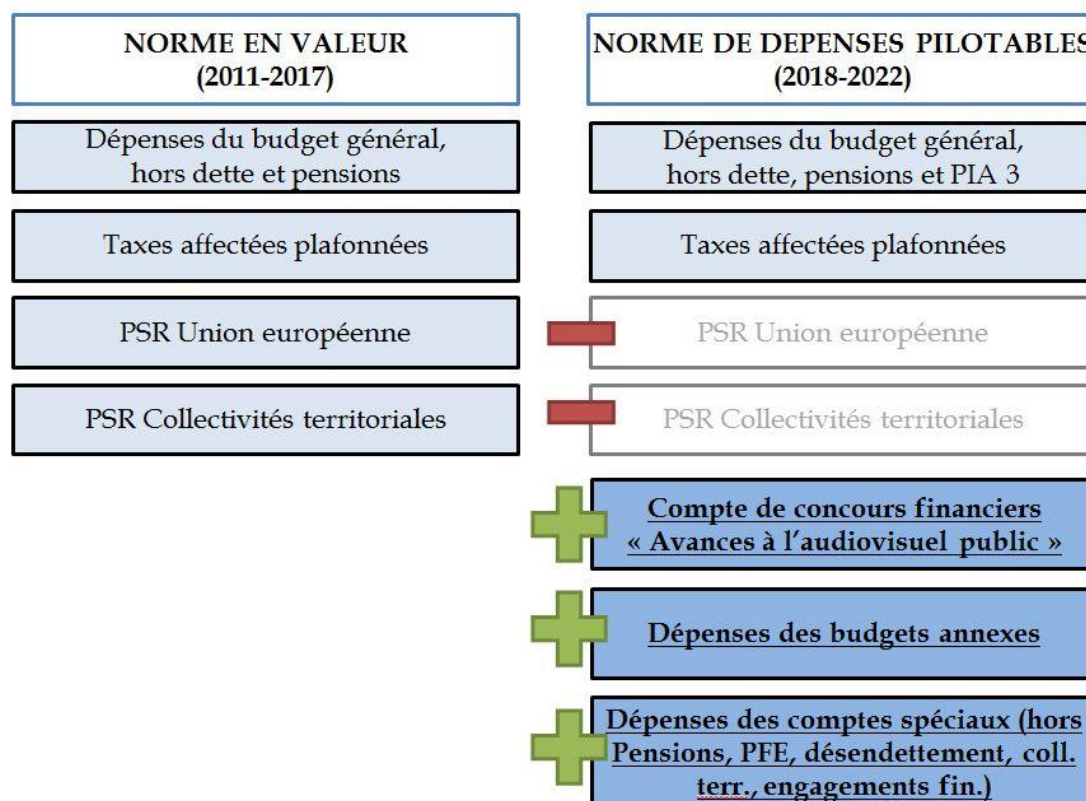 NORME EN VALEUR
(2011-2017)
Dépenses du budget général,
hors dette et pensions
Taxes affectées plafonnées
PSR Union européenne
PSR Collectivités territoriales
NORME DE DEPENSES PILOTABLES
(2018-2022)
Dépenses du budget général,
hors dette, pensions et PIA 3
Taxes affectées plafonnées
PSR Union européenne
PSR Collectivités territoriales
Compte de concours financiers
« Avances à l’audiovisuel public »
Dépenses des budgets annexes
Dépenses des comptes spéciaux (hors
Pensions, PFE, désendettement, coll.
terr., engagements fin.)